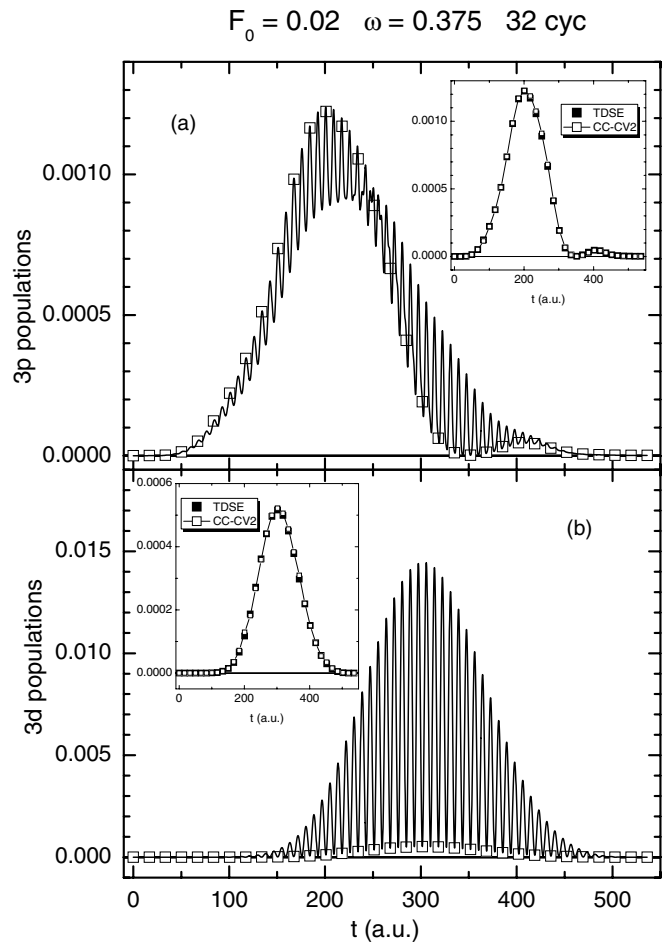 F0 = 0.02 ω = 0.375 32 cyc
(a)
TDSE
CC-CV2
0.0010
0.0005
0.0000
0 200 400
t (a.u.)
0.0010
0.0005
0.0000
3p populations
(b)
0.0006
TDSE
CC-CV2
0.0004
0.0002
0.0000
0 200 400
t (a.u.)
0.015
0.010
0.005
0.000
3d populations
0 100 200 300 400 500
t (a.u.)